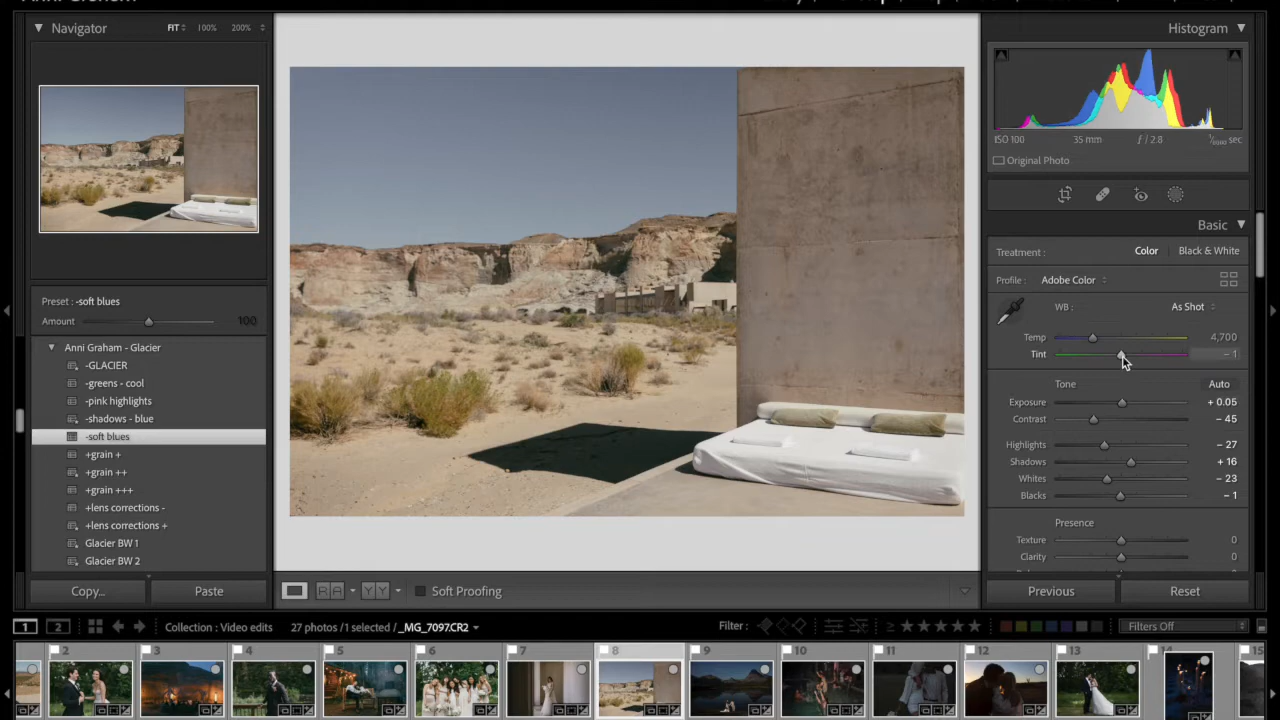 Navigator
FIT 100% 200%
Preset: -soft blues
Amount 100
Anni Graham - Glacier
-GLACIER
-greens - cool
-pink highlights
-shadows - blue
-soft blues
+grain +
+grain ++
+grain +++
+lens corrections -
+lens corrections +
Glacier BW 1
Glacier BW 2
Copy... Paste
Soft Proofing
Histogram
ISO 100 35 mm ƒ / 2.8 sec
Original Photo
Basic
Treatment : Color Black & White
Profile : Adobe Color
WB : As Shot
Temp 4,700
Tint – 1
Tone Auto
Exposure + 0.05
Contrast – 45
Highlights – 27
Shadows + 16
Whites – 23
Blacks – 1
Presence
Texture 0
Clarity 0
Previous Reset
1 2 Collection : Video edits 27 photos /1 selected /_MG_7097.CR2 Filter : Filters Off
2 3 4 5 6 7 8 9 10 11 12 13 14 15